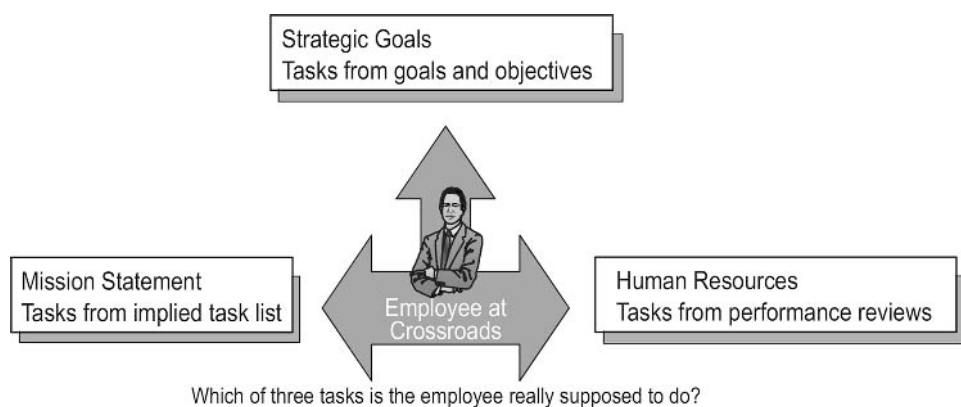 Strategic Goals
Tasks from goals and objectives
Mission Statement
Tasks from implied task list
Employee at
Crossroads
Human Resources
Tasks from performance reviews
Which of three tasks is the employee really supposed to do?